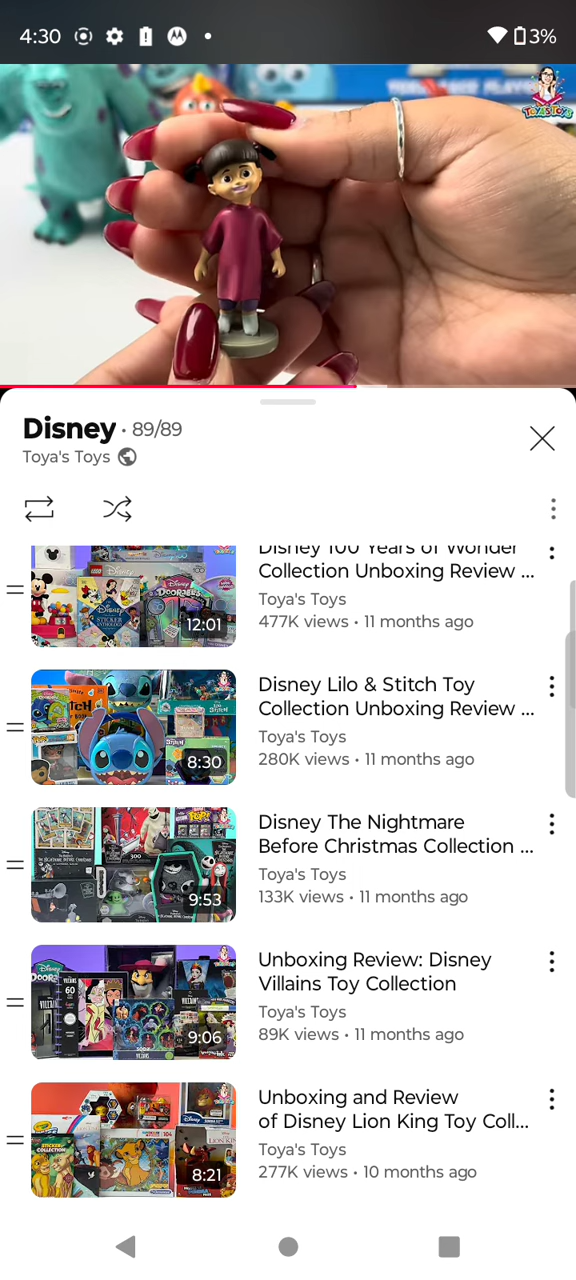 4:30
3%
TOYA'S TOYS
Disney · 89/89
Toya's Toys
Disney 100 Years of Wonder
Collection Unboxing Review ...
Toya's Toys
477K views · 11 months ago
12:01
Disney Lilo & Stitch Toy
Collection Unboxing Review ...
Toya's Toys
280K views · 11 months ago
8:30
Disney The Nightmare
Before Christmas Collection ...
Toya's Toys
133K views · 11 months ago
9:53
Unboxing Review: Disney
Villains Toy Collection
Toya's Toys
89K views · 11 months ago
9:06
Unboxing and Review
of Disney Lion King Toy Coll...
Toya's Toys
277K views · 10 months ago
8:21